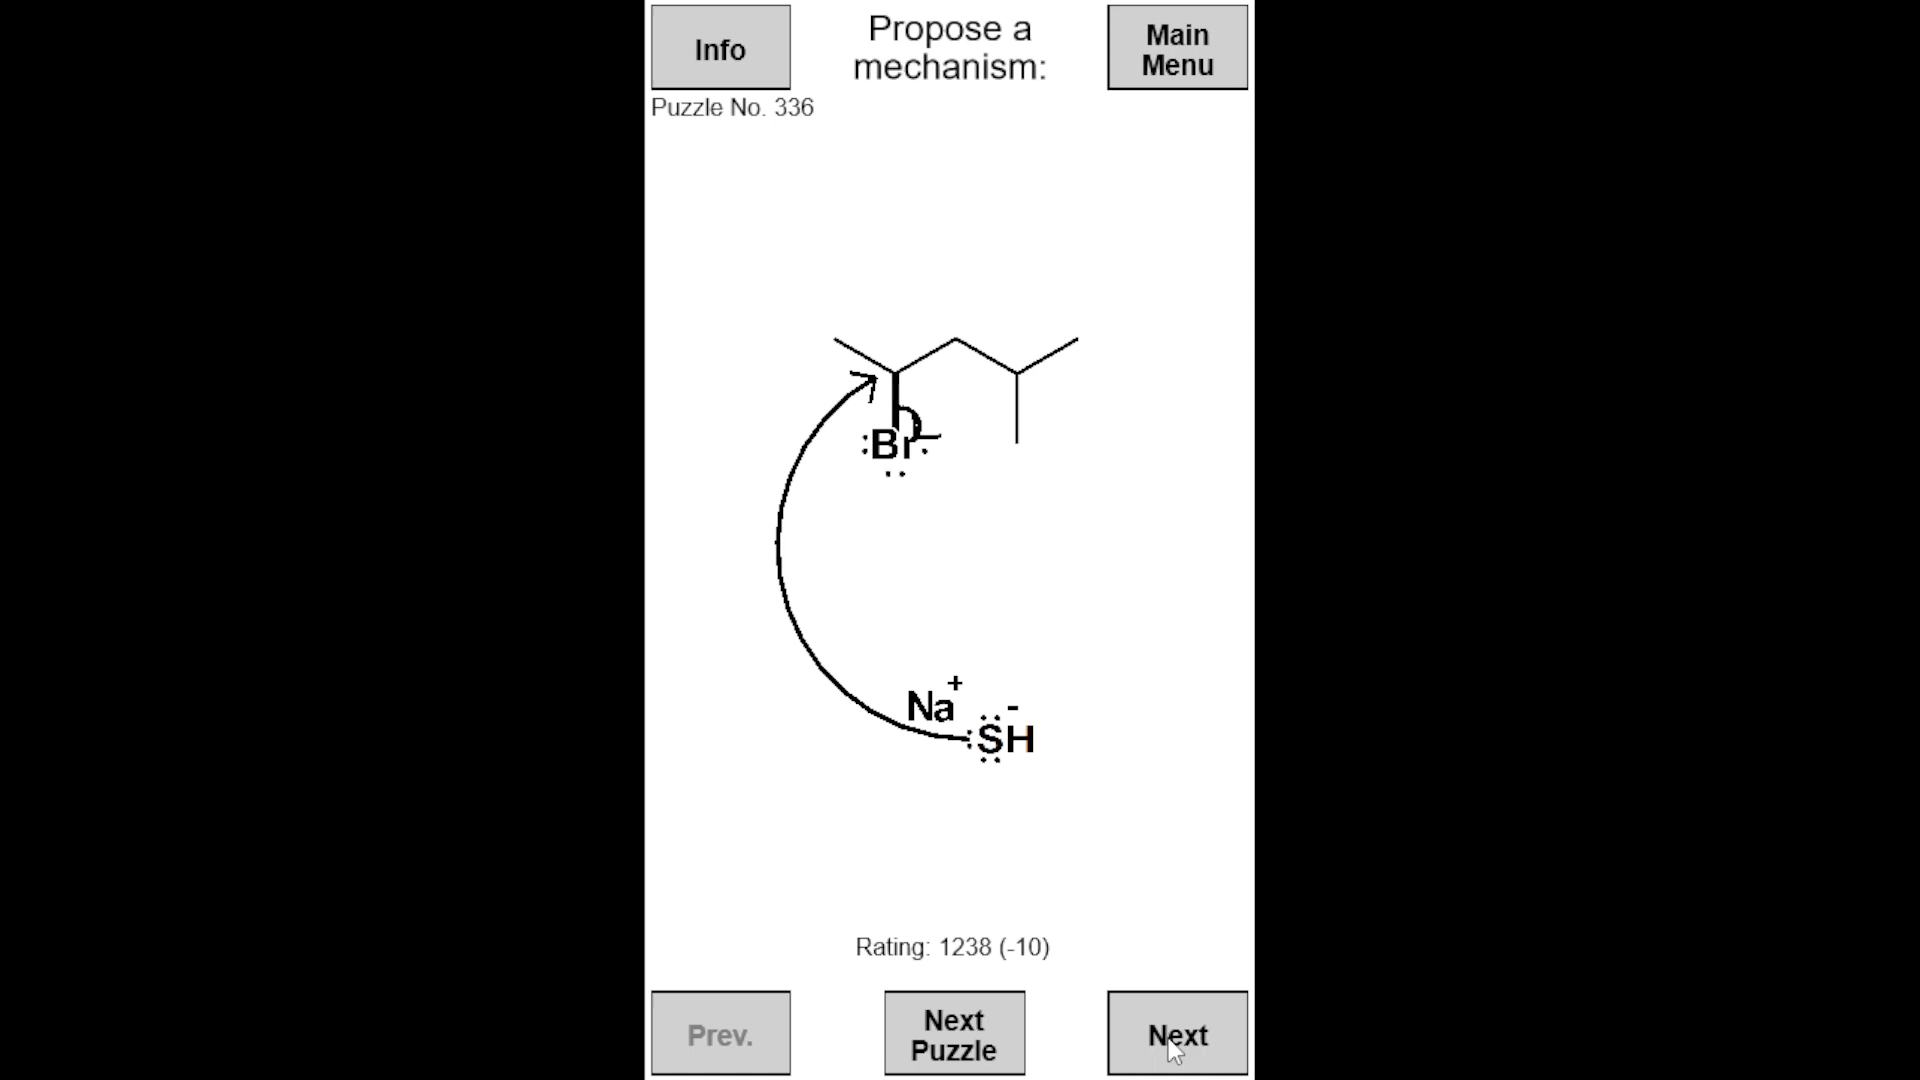 Info
Propose a
mechanism:
Main
Menu
Puzzle No. 336
:Br:
Na+
:SH-
Rating: 1238 (-10)
Prev.
Next
Puzzle
Next